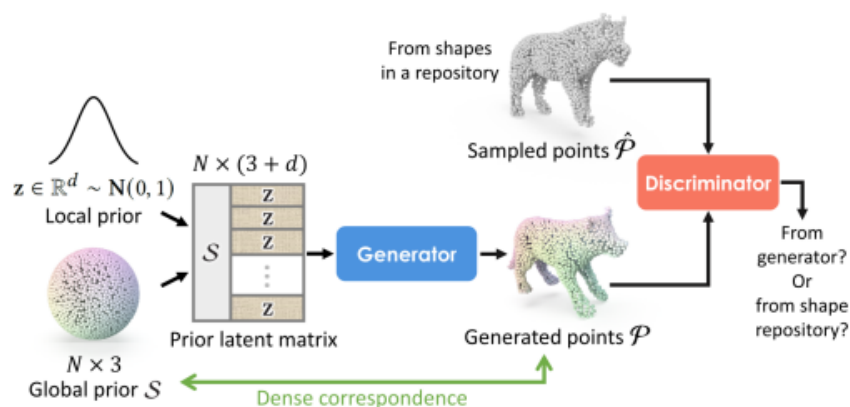 From shapes
in a repository
Sampled points 𝒫̂
N × (3 + d)
z ∈ ℝᵈ ~ N(0, 1)
Local prior
z
z
z
𝒮
⋮
z
Prior latent matrix
Generator
Discriminator
From
generator?
Or
from shape
repository?
Generated points 𝒫
N × 3
Global prior 𝒮
Dense correspondence